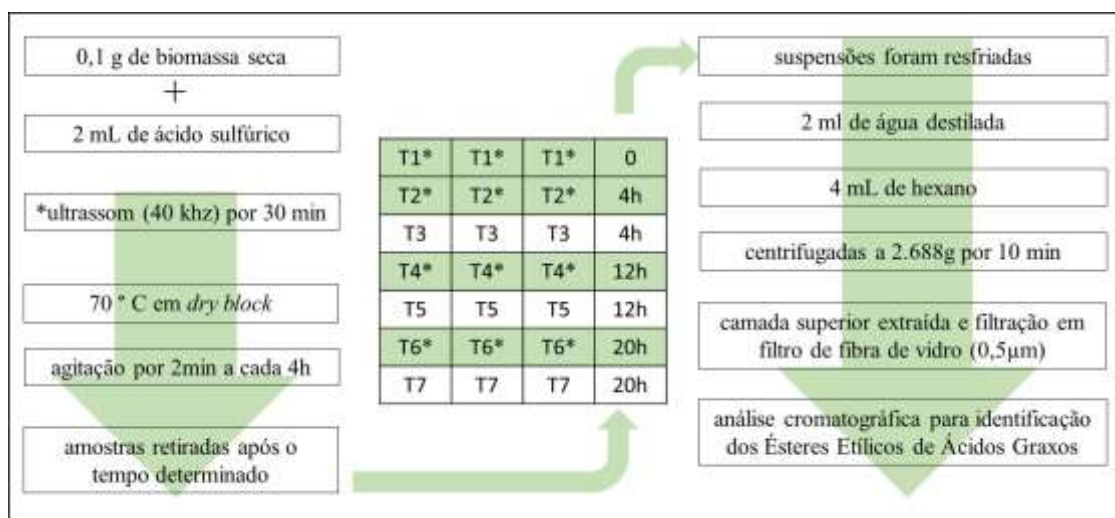 0,1 g de biomassa seca
+
2 mL de ácido sulfúrico
*ultrassom (40 khz) por 30 min
70 ° C em dry block
agitação por 2min a cada 4h
amostras retiradas após o
tempo determinado
T1* T1* T1* 0
T2* T2* T2* 4h
T3 T3 T3 4h
T4* T4* T4* 12h
T5 T5 T5 12h
T6* T6* T6* 20h
T7 T7 T7 20h
suspensões foram resfriadas
2 ml de água destilada
4 mL de hexano
centrifugadas a 2.688g por 10 min
camada superior extraída e filtração em
filtro de fibra de vidro (0,5μm)
análise cromatográfica para identificação
dos Ésteres Etílicos de Ácidos Graxos